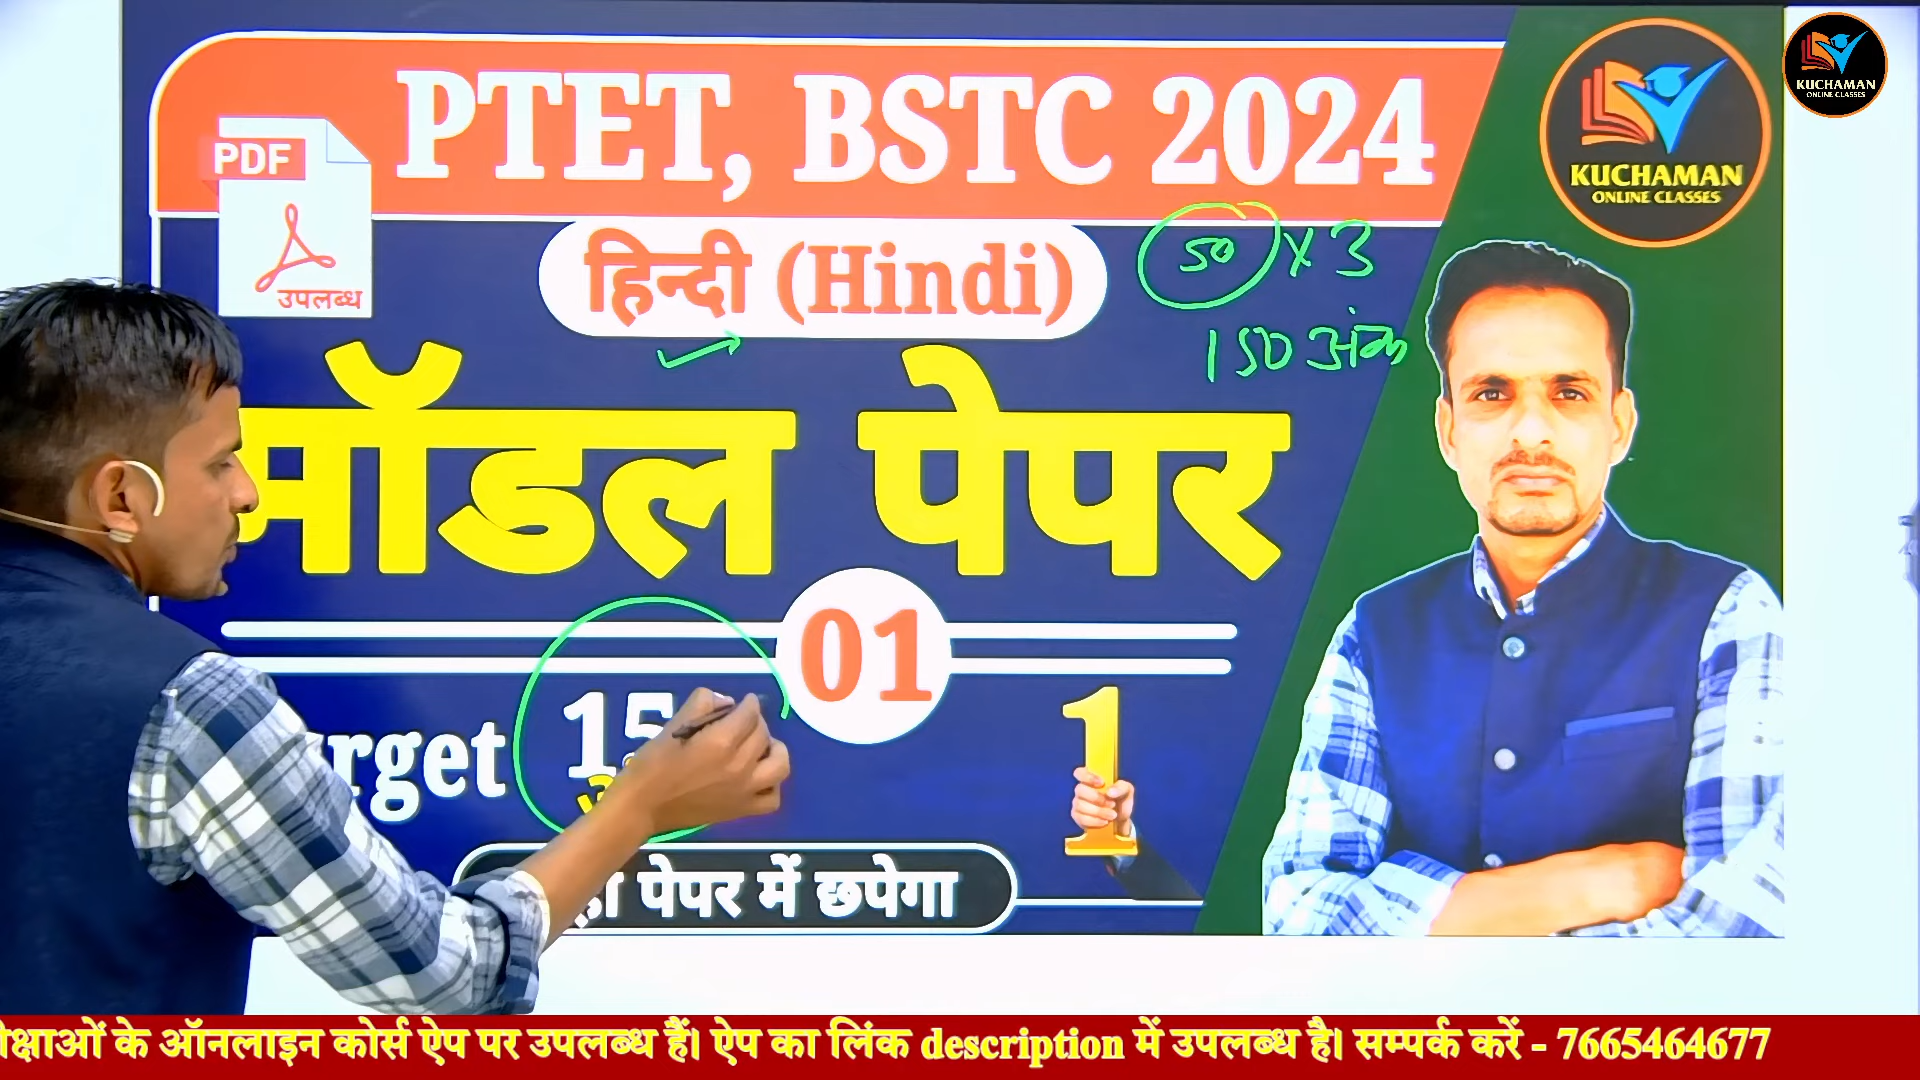 PTET, BSTC 2024
PDF
उपलब्ध
KUCHAMAN
ONLINE CLASSES
KUCHAMAN
ONLINE CLASSES
हिन्दी (Hindi)
50 x 3
150 अंक
मॉडल पेपर
01
rget 15
1
पेपर में छपेगा
के ऑनलाइन कोर्स ऐप पर उपलब्ध हैं। ऐप का लिंक description में उपलब्ध है। सम्पर्क करें - 7665464677